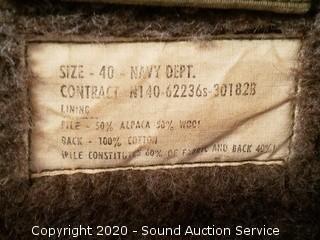 SIZE - 40 - NAVY DEPT.
CONTRACT N140-62236s-30182B
LINING
PILE - 50% ALPACA 50% WOOL
BACK - 100% COTTON
PILE CONSTITUTES 60% OF FABRIC AND BACK 40%
Copyright 2020 - Sound Auction Service